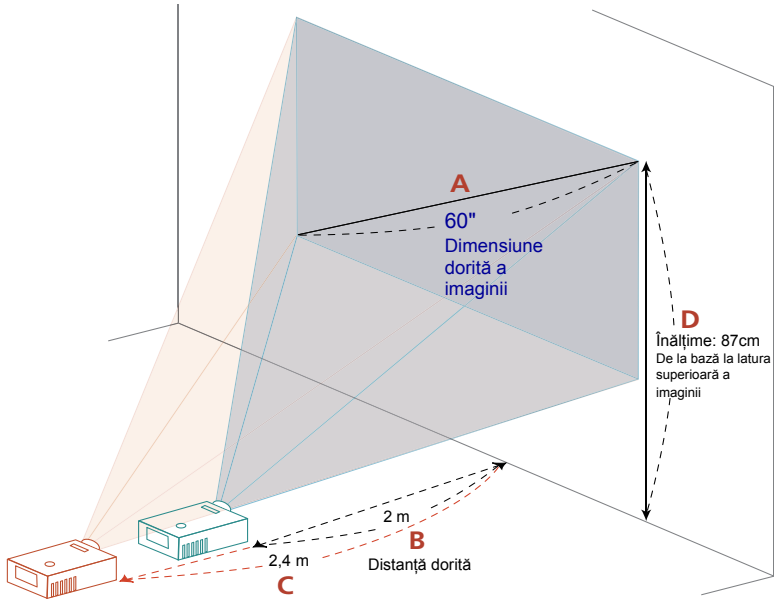 A
60"
Dimensiune
dorită a
imaginii
D
Înălțime: 87cm
De la bază la latura
superioară a
imaginii
2 m
B
Distanță dorită
2,4 m
C